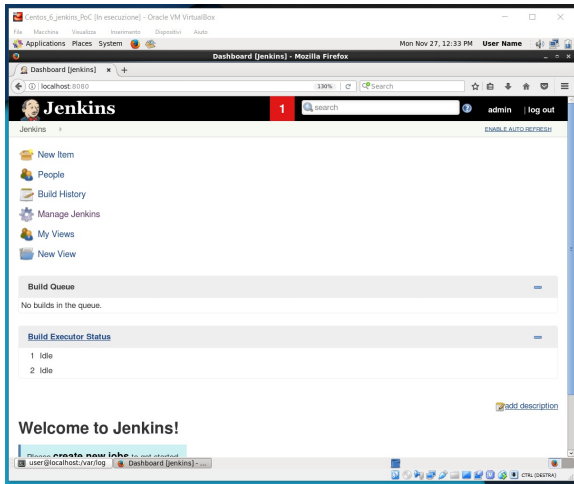 Centos_6_jenkins_PoC [In esecuzione] - Oracle VM VirtualBox
File Macchina Visualizza Inserimento Dispositivi Aiuto
Applications Places System Mon Nov 27, 12:33 PM User Name
Dashboard [Jenkins] - Mozilla Firefox
Dashboard [Jenkins] × +
localhost:8080 130% Search
Jenkins 1 search ? admin | log out
Jenkins ENABLE AUTO REFRESH
New Item
People
Build History
Manage Jenkins
My Views
New View
Build Queue
No builds in the queue.
Build Executor Status
1 Idle
2 Idle
add description
Welcome to Jenkins!
Please create new jobs to get started.
user@localhost:/var/log Dashboard [Jenkins] - ...
CTRL (DESTRA)